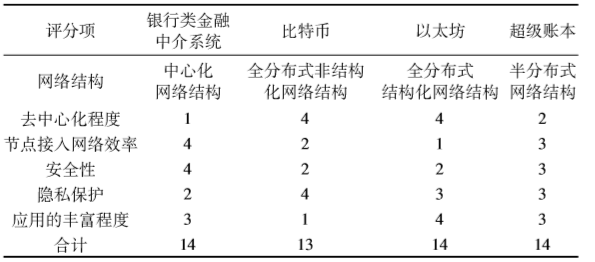 评分项 银行类金融中介系统 比特币 以太坊 超级账本
网络结构 中心化网络结构 全分布式非结构化网络结构 全分布式结构化网络结构 半分布式网络结构
去中心化程度 1 4 4 2
节点接入网络效率 4 2 1 3
安全性 4 2 2 3
隐私保护 2 4 3 3
应用的丰富程度 3 1 4 3
合计 14 13 14 14